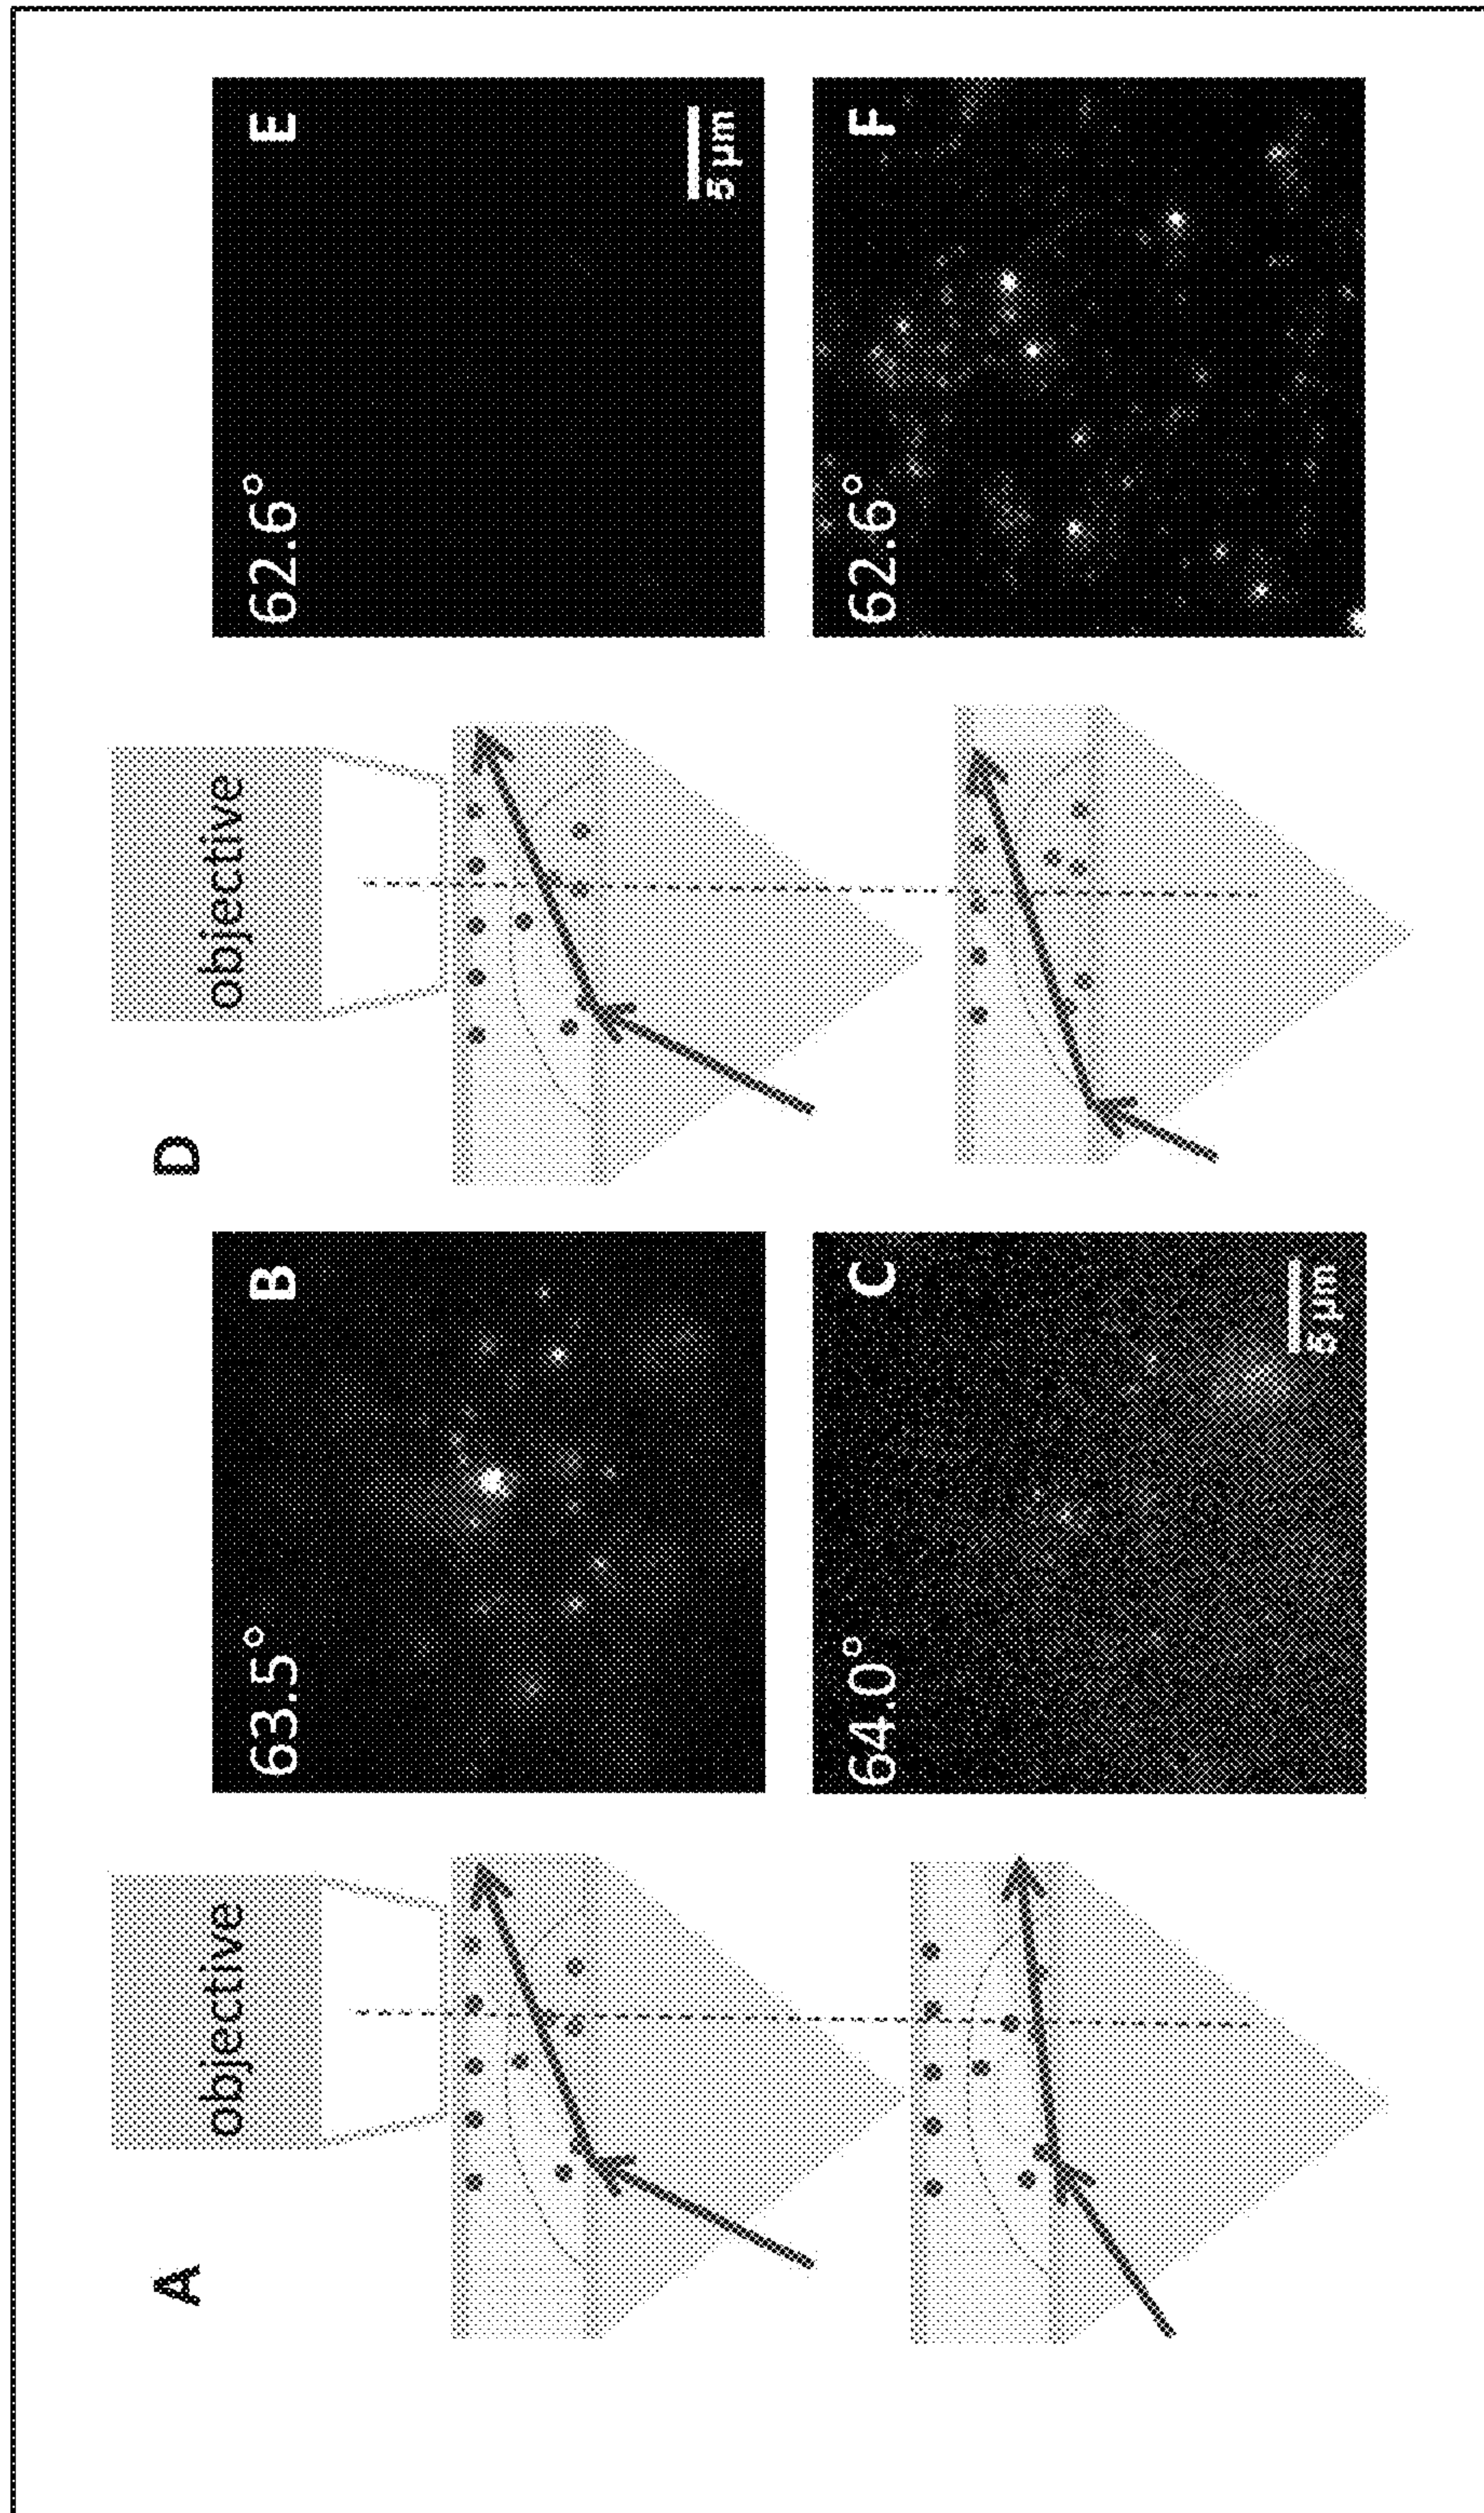 A
objective
63.5°
B
64.0°
C
5 μm
D
objective
62.6°
E
5 μm
62.6°
F